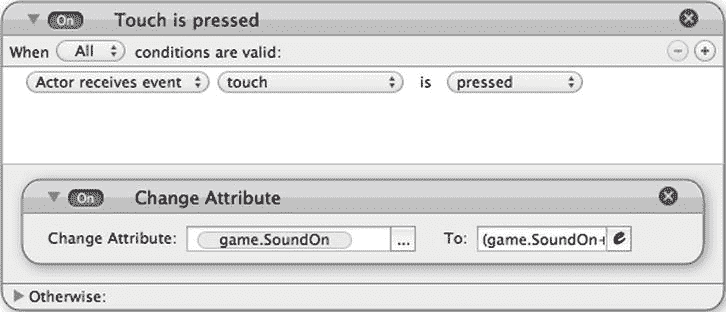 On Touch is pressed
When All conditions are valid:
Actor receives event touch is pressed
On Change Attribute
Change Attribute: game.SoundOn ... To: (game.SoundOn+ e
Otherwise: